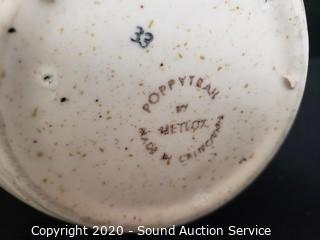 33
POPPYTRAIL
BY
METLOX
MADE IN CALIFORNIA
Copyright 2020 - Sound Auction Service